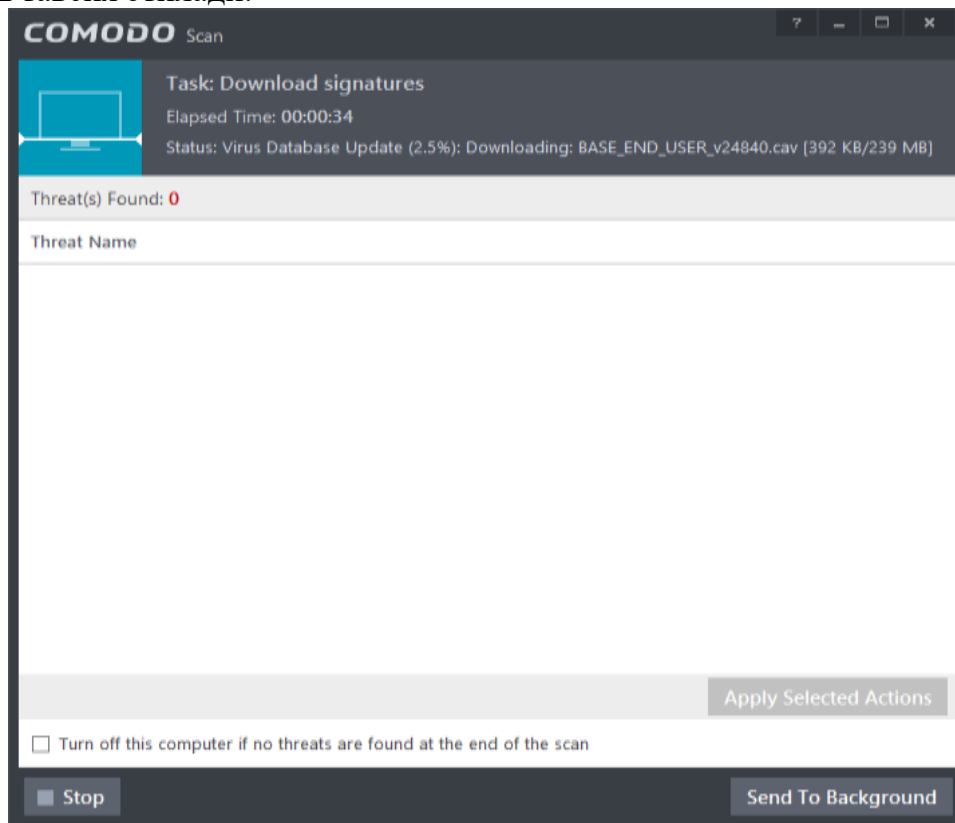 COMODO Scan
Task: Download signatures
Elapsed Time: 00:00:34
Status: Virus Database Update (2.5%): Downloading: BASE_END_USER_v24840.cav [392 KB/239 MB]
Threat(s) Found: 0
Threat Name
Apply Selected Actions
Turn off this computer if no threats are found at the end of the scan
Stop
Send To Background